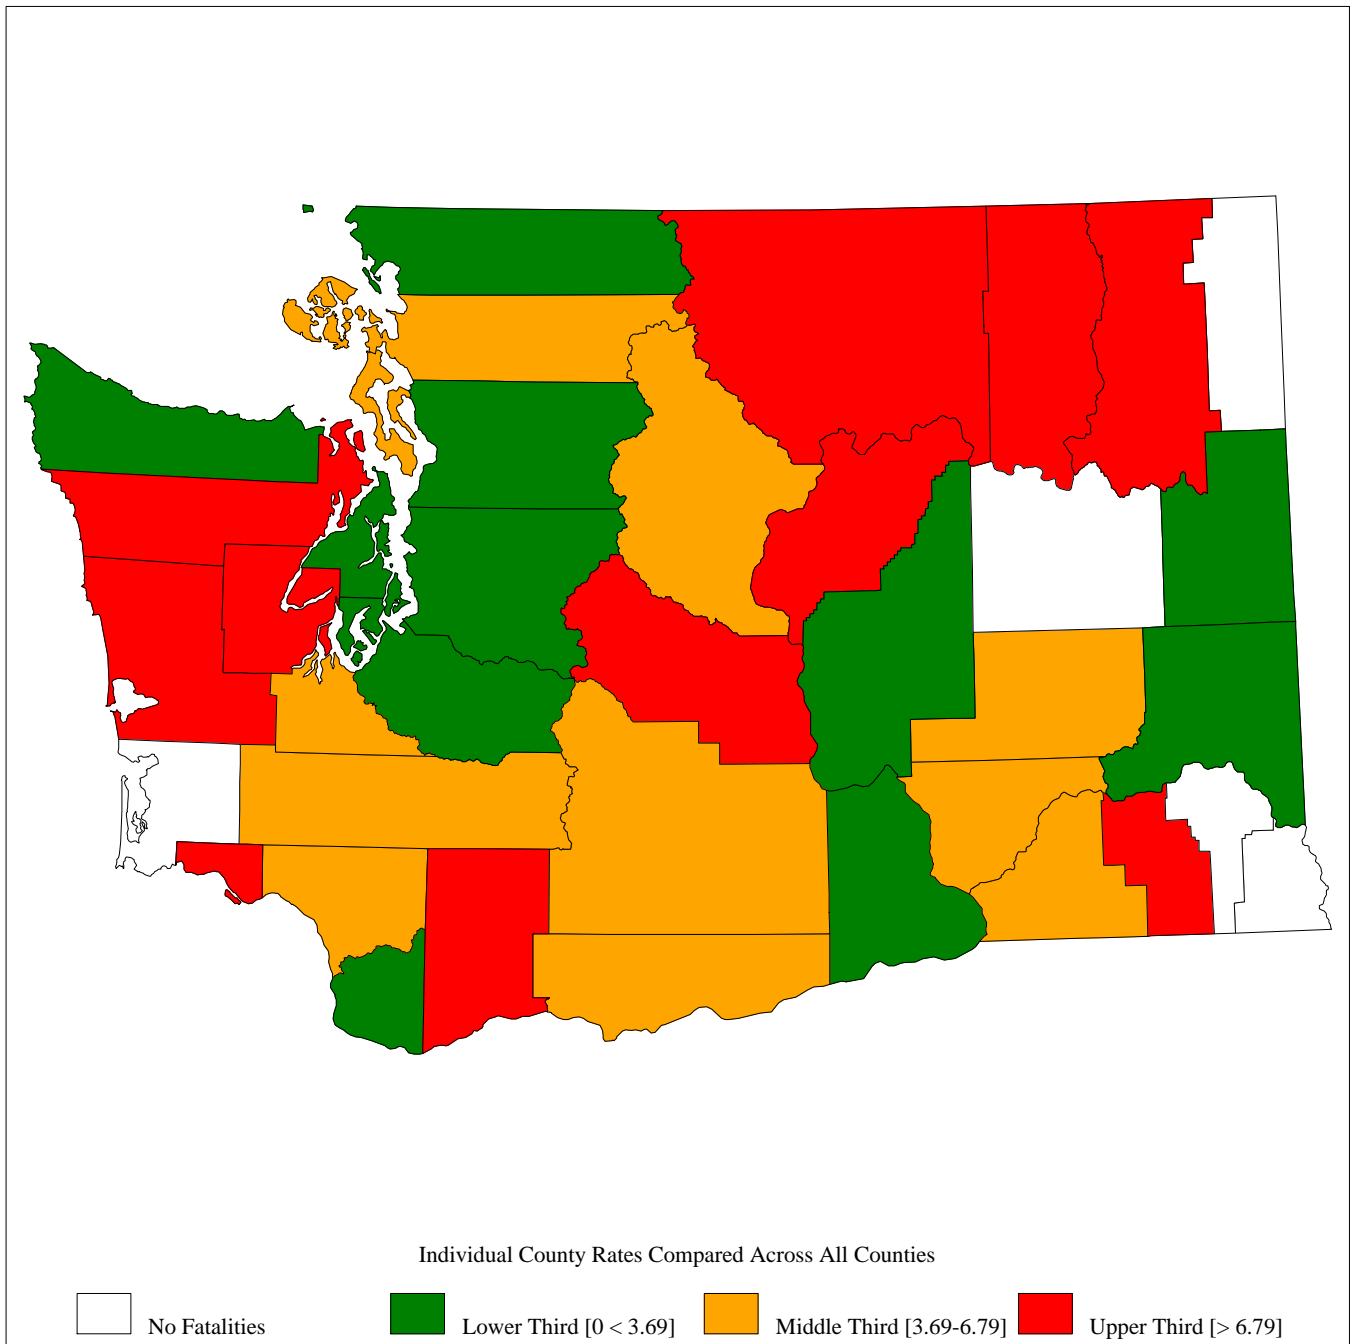 Individual County Rates Compared Across All Counties
No Fatalities
Lower Third [0 < 3.69]
Middle Third [3.69-6.79]
Upper Third [> 6.79]